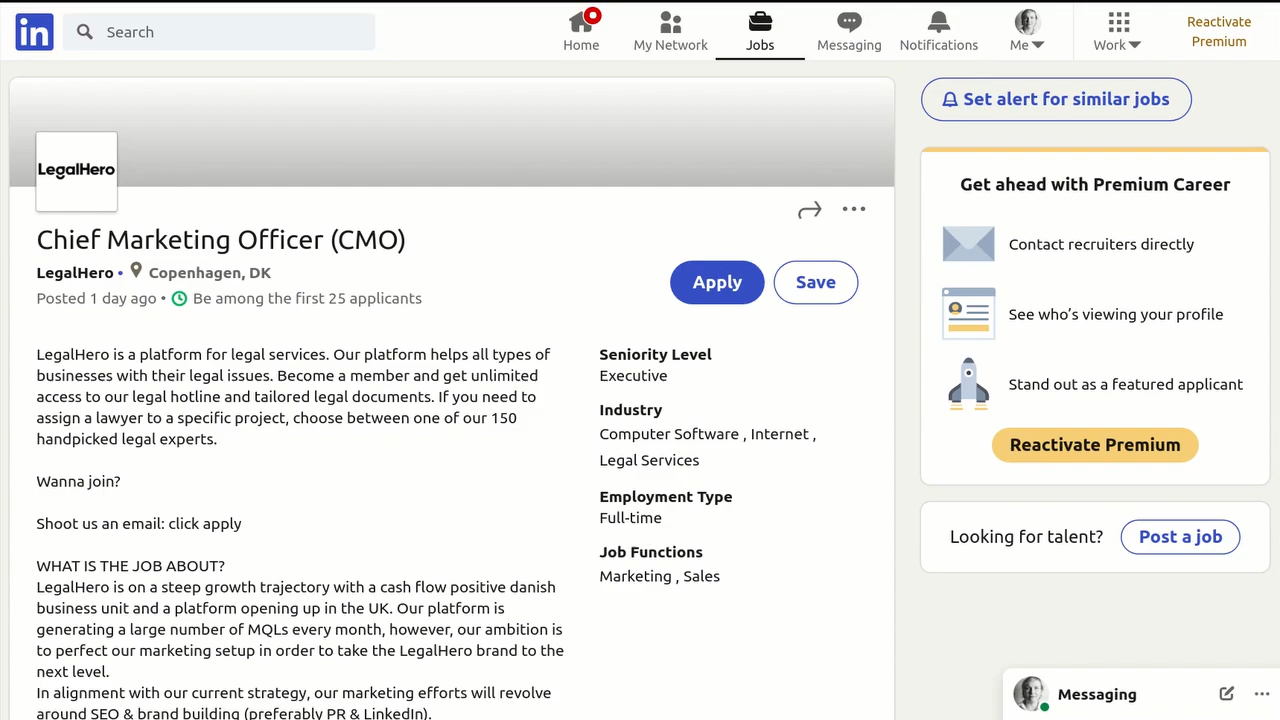 in
Search
Home
My Network
Jobs
Messaging
Notifications
Me
Work
Reactivate
Premium
LegalHero
Chief Marketing Officer (CMO)
LegalHero • Copenhagen, DK
Posted 1 day ago • Be among the first 25 applicants
Apply
Save
LegalHero is a platform for legal services. Our platform helps all types of
businesses with their legal issues. Become a member and get unlimited
access to our legal hotline and tailored legal documents. If you need to
assign a lawyer to a specific project, choose between one of our 150
handpicked legal experts.
Wanna join?
Shoot us an email: click apply
WHAT IS THE JOB ABOUT?
LegalHero is on a steep growth trajectory with a cash flow positive danish
business unit and a platform opening up in the UK. Our platform is
generating a large number of MQLs every month, however, our ambition is
to perfect our marketing setup in order to take the LegalHero brand to the
next level.
In alignment with our current strategy, our marketing efforts will revolve
around SEO & brand building (preferably PR & LinkedIn).
Seniority Level
Executive
Industry
Computer Software , Internet ,
Legal Services
Employment Type
Full-time
Job Functions
Marketing , Sales
Set alert for similar jobs
Get ahead with Premium Career
Contact recruiters directly
See who’s viewing your profile
Stand out as a featured applicant
Reactivate Premium
Looking for talent?
Post a job
Messaging